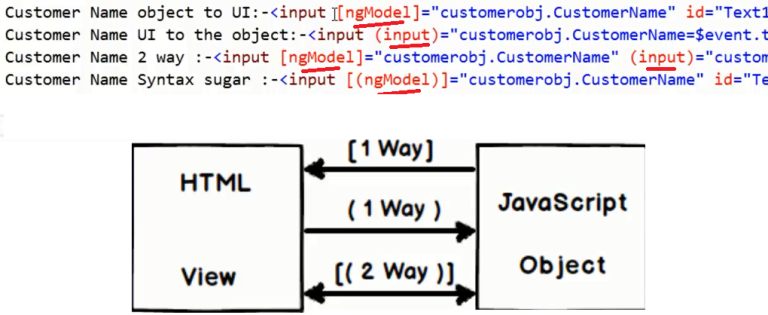 Customer Name object to UI:-<input [ngModel]="customerobj.CustomerName" id="Text1
Customer Name UI to the object:-<input (input)="customerobj.CustomerName=$event.t
Customer Name 2 way :-<input [ngModel]="customerobj.CustomerName" (input)="custom
Customer Name Syntax sugar :-<input [(ngModel)]="customerobj.CustomerName" id="Te
[1 Way]
HTML
( 1 Way )
JavaScript
View
[( 2 Way )]
Object